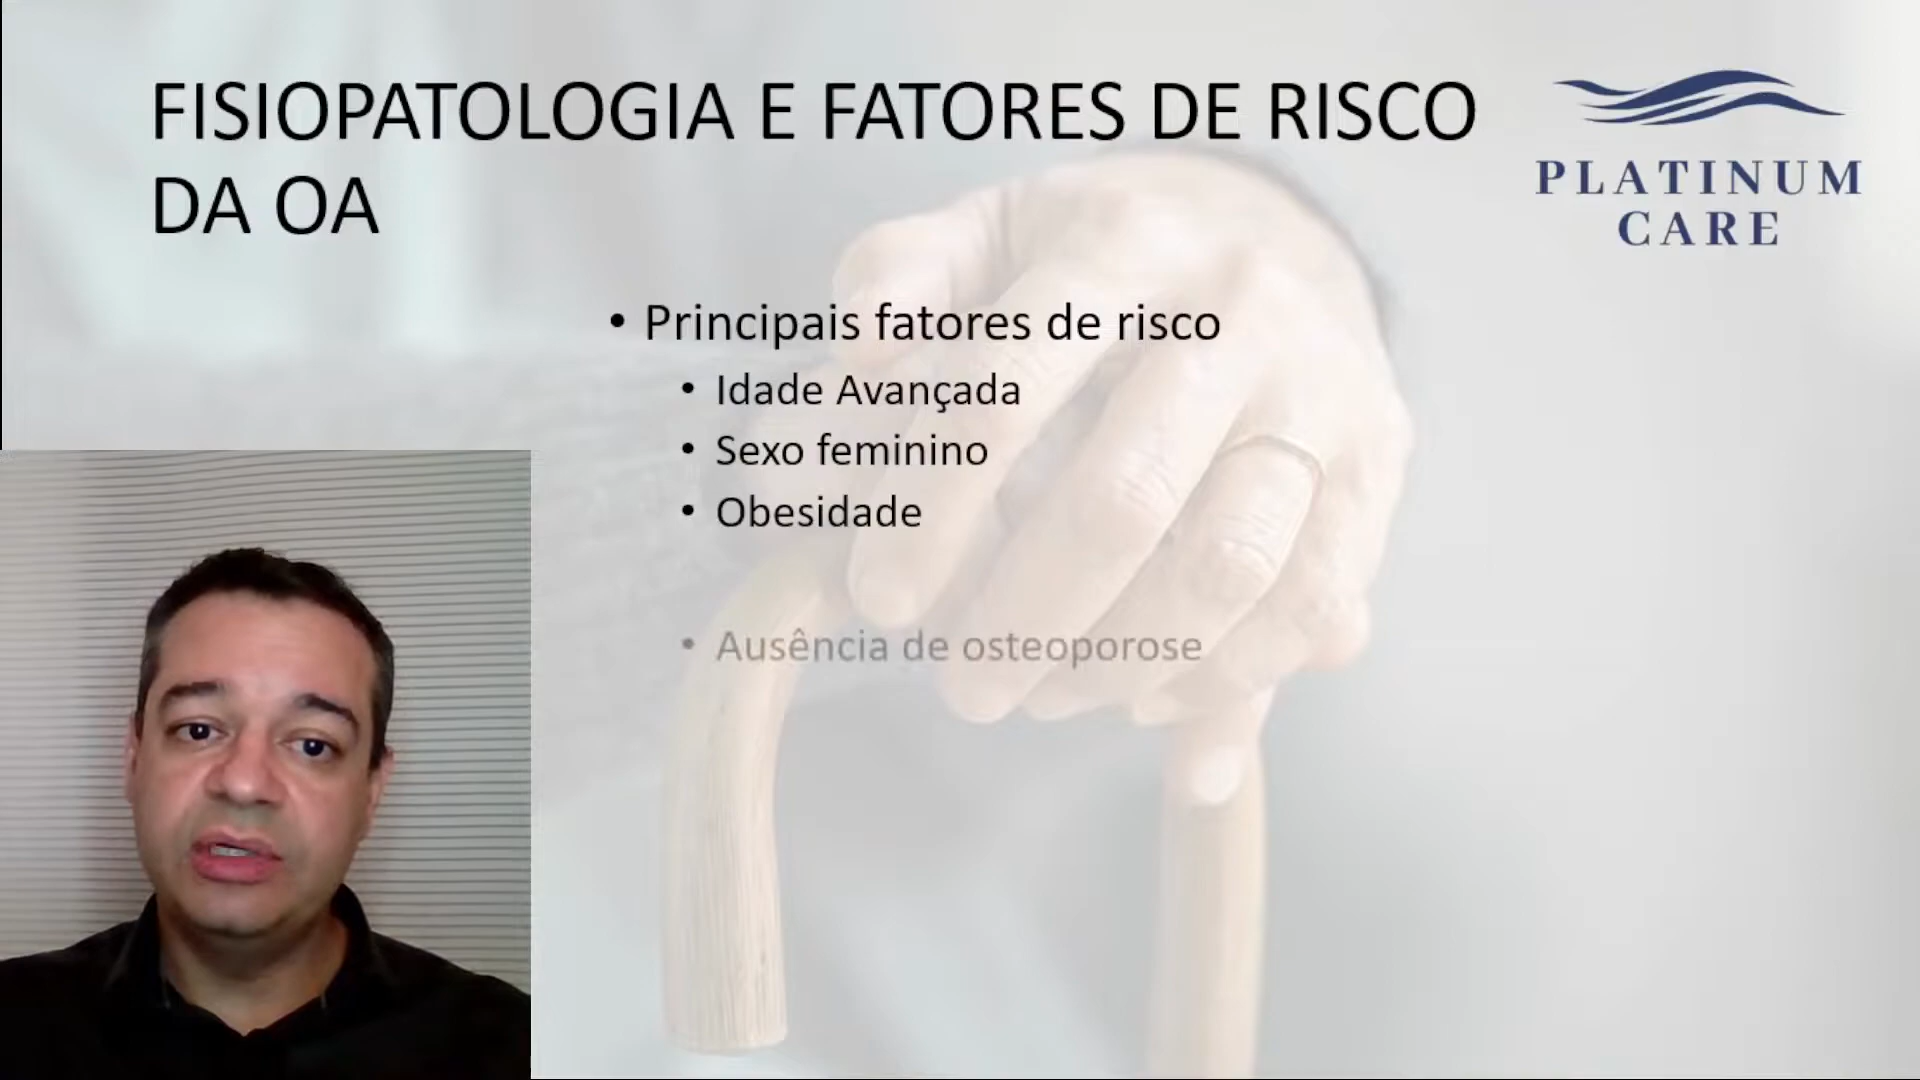 FISIOPATOLOGIA E FATORES DE RISCO
DA OA
PLATINUM
CARE
• Principais fatores de risco
• Idade Avançada
• Sexo feminino
• Obesidade
• Ausência de osteoporose